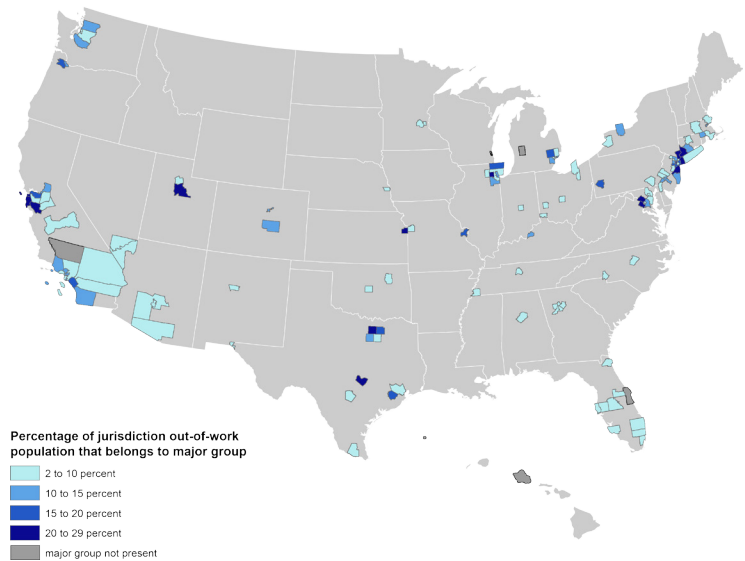 Percentage of jurisdiction out-of-work
population that belongs to major group
2 to 10 percent
10 to 15 percent
15 to 20 percent
20 to 29 percent
major group not present